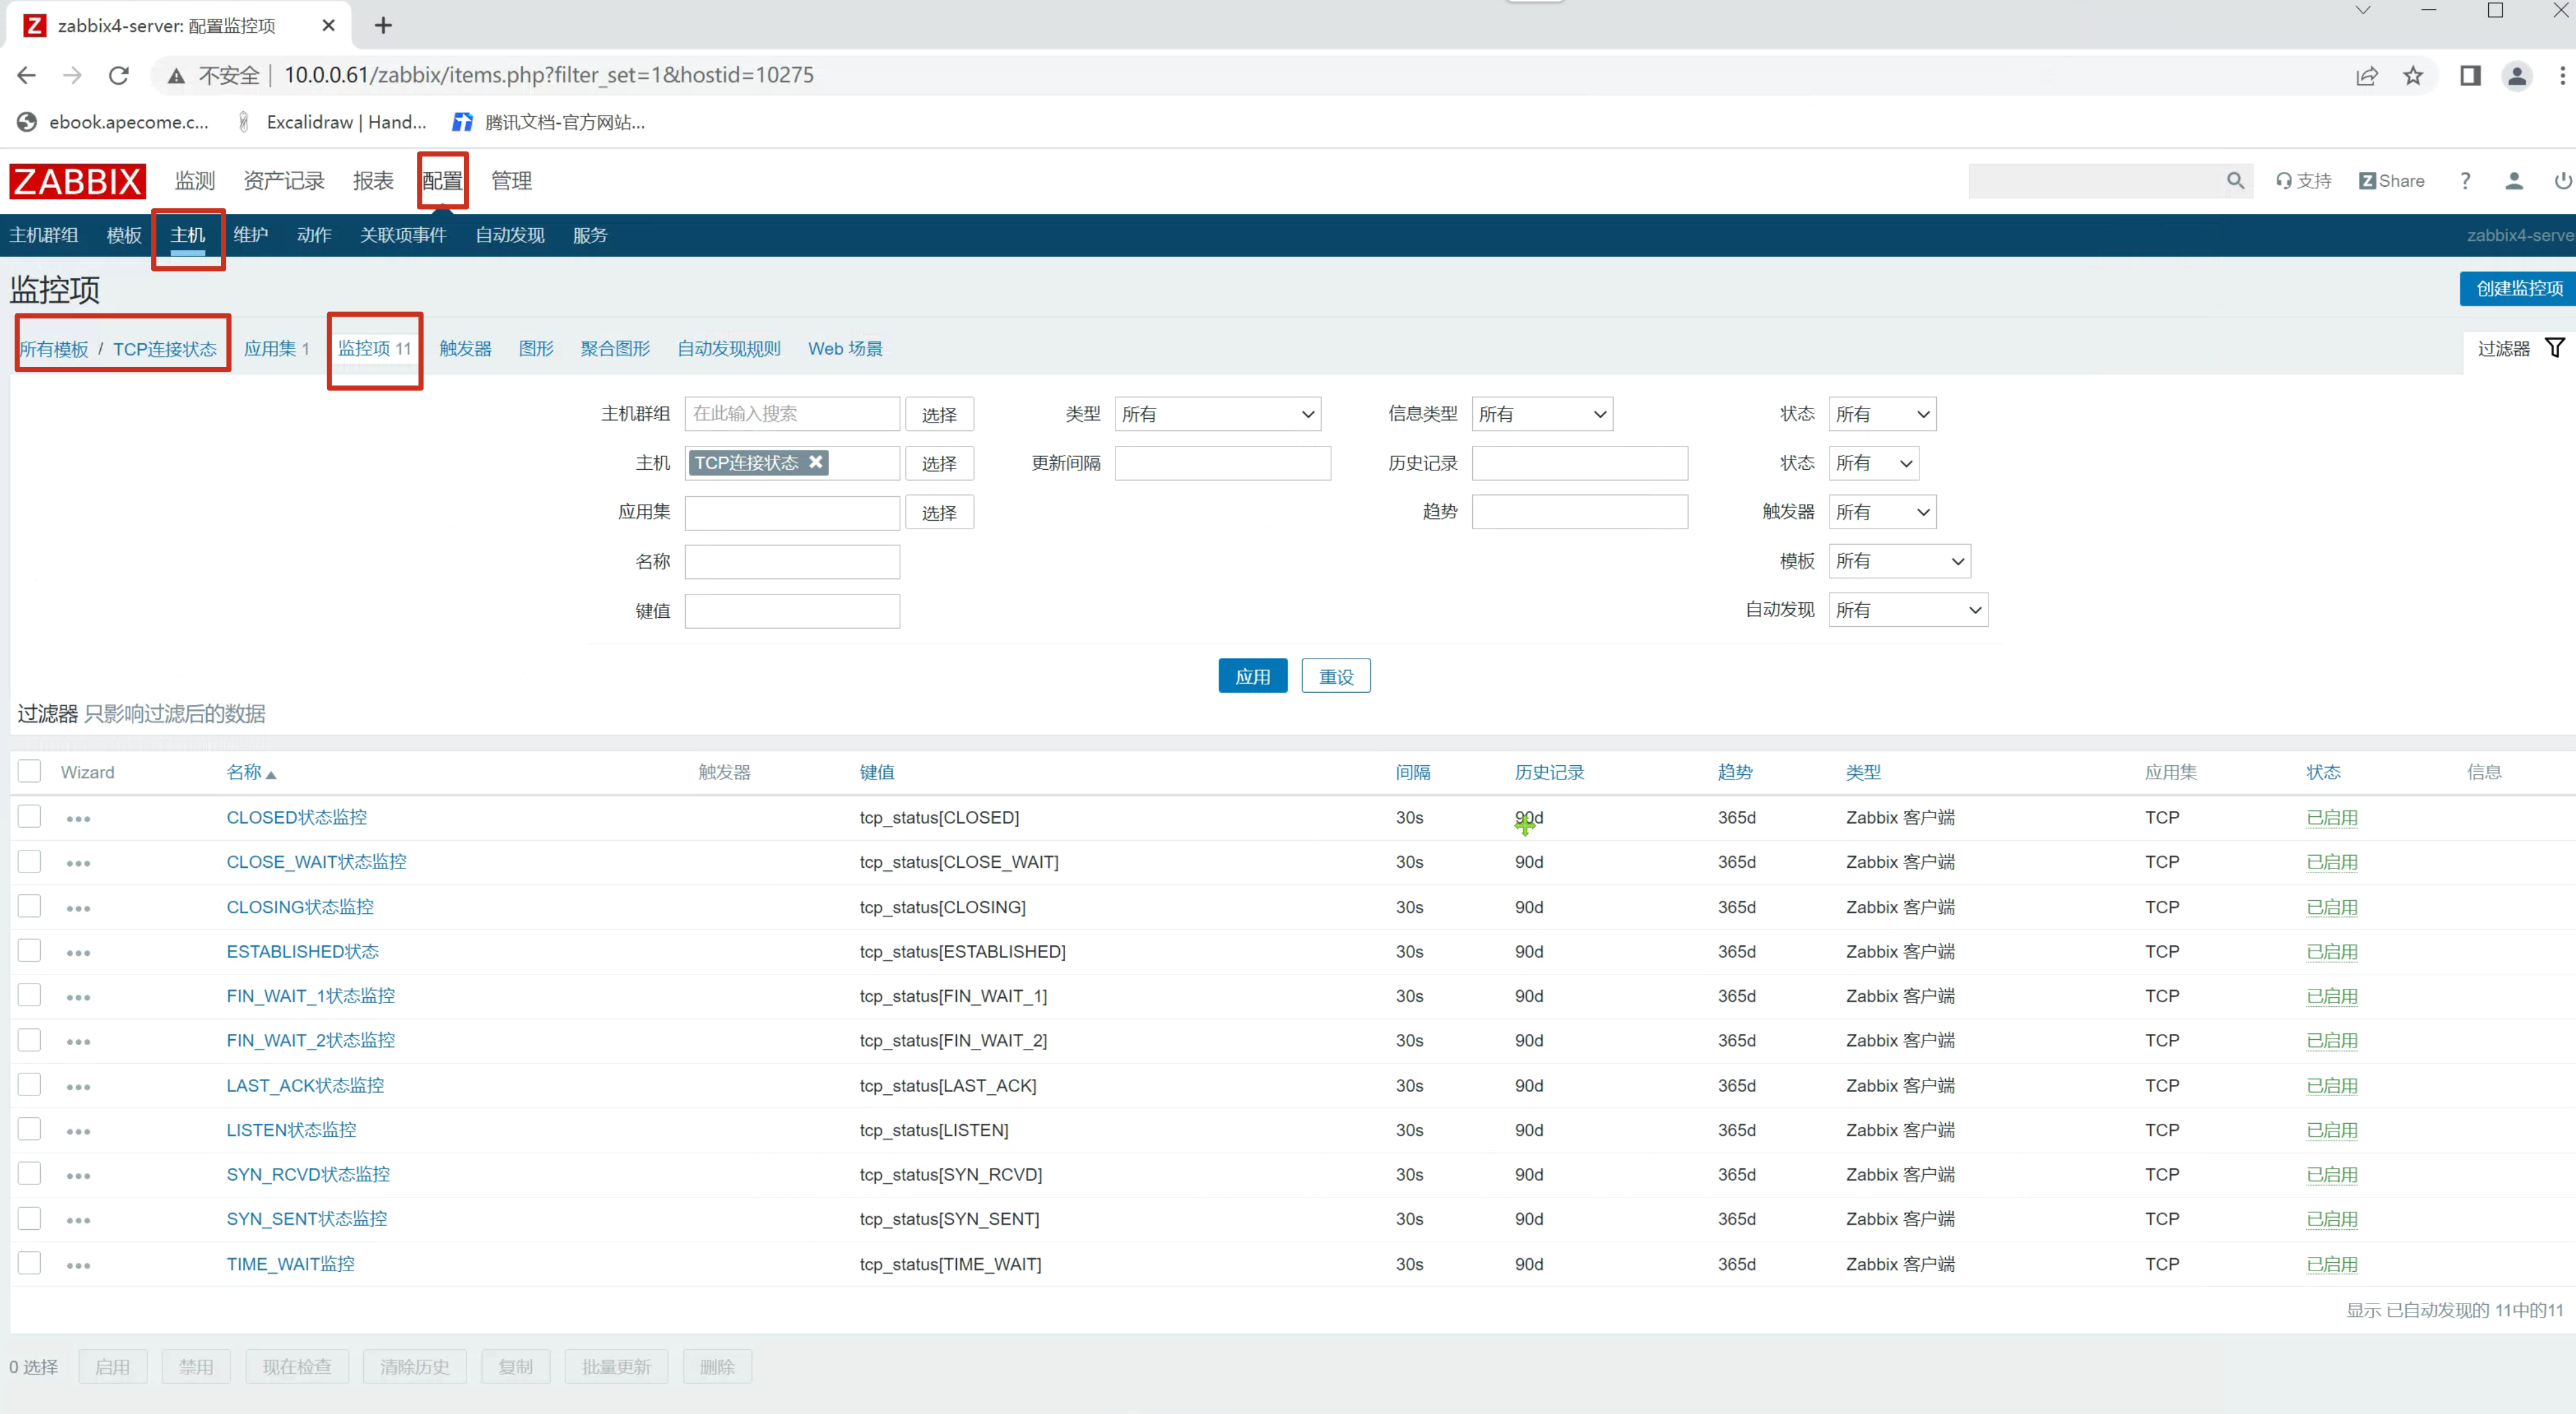 zabbix4-server: 配置监控项
不安全 | 10.0.0.61/zabbix/items.php?filter_set=1&hostid=10275
ebook.apecome.c... Excalidraw | Hand... 腾讯文档-官方网站...
ZABBIX 监测 资产记录 报表 配置 管理 支持 Share ?
主机群组 模板 主机 维护 动作 关联项事件 自动发现 服务 zabbix4-serve
监控项 创建监控项
所有模板 / TCP连接状态 应用集 1 监控项 11 触发器 图形 聚合图形 自动发现规则 Web 场景 过滤器
主机群组 在此输入搜索 选择 类型 所有 信息类型 所有 状态 所有
主机 TCP连接状态 选择 更新间隔 历史记录 状态 所有
应用集 选择 趋势 触发器 所有
名称 模板 所有
键值 自动发现 所有
应用 重设
过滤器 只影响过滤后的数据
Wizard 名称 触发器 键值 间隔 历史记录 趋势 类型 应用集 状态 信息
CLOSED状态监控 tcp_status[CLOSED] 30s 90d 365d Zabbix 客户端 TCP 已启用
CLOSE_WAIT状态监控 tcp_status[CLOSE_WAIT] 30s 90d 365d Zabbix 客户端 TCP 已启用
CLOSING状态监控 tcp_status[CLOSING] 30s 90d 365d Zabbix 客户端 TCP 已启用
ESTABLISHED状态 tcp_status[ESTABLISHED] 30s 90d 365d Zabbix 客户端 TCP 已启用
FIN_WAIT_1状态监控 tcp_status[FIN_WAIT_1] 30s 90d 365d Zabbix 客户端 TCP 已启用
FIN_WAIT_2状态监控 tcp_status[FIN_WAIT_2] 30s 90d 365d Zabbix 客户端 TCP 已启用
LAST_ACK状态监控 tcp_status[LAST_ACK] 30s 90d 365d Zabbix 客户端 TCP 已启用
LISTEN状态监控 tcp_status[LISTEN] 30s 90d 365d Zabbix 客户端 TCP 已启用
SYN_RCVD状态监控 tcp_status[SYN_RCVD] 30s 90d 365d Zabbix 客户端 TCP 已启用
SYN_SENT状态监控 tcp_status[SYN_SENT] 30s 90d 365d Zabbix 客户端 TCP 已启用
TIME_WAIT监控 tcp_status[TIME_WAIT] 30s 90d 365d Zabbix 客户端 TCP 已启用
显示 已自动发现的 11中的11
0 选择 启用 禁用 现在检查 清除历史 复制 批量更新 删除